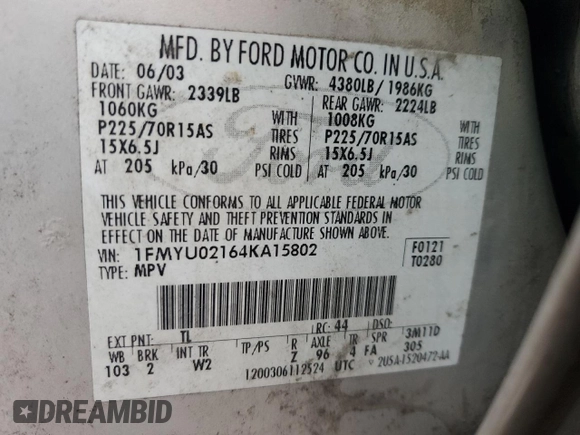 MFD. BY FORD MOTOR CO. IN U.S.A.
DATE: 06/03 GVWR: 4380LB/1986KG
FRONT GAWR: 2339LB REAR GAWR: 2224LB
1060KG WITH 1008KG WITH
P225/70R15AS TIRES P225/70R15AS TIRES
15X6.5J RIMS 15X6.5J RIMS
AT 205 kPa/30 PSI COLD AT 205 kPa/30 PSI COLD
Ford
THIS VEHICLE CONFORMS TO ALL APPLICABLE FEDERAL MOTOR
VEHICLE SAFETY AND THEFT PREVENTION STANDARDS IN
EFFECT ON THE DATE OF MANUFACTURE SHOWN ABOVE.
VIN: 1FMYU02164KA15802 F0121
TYPE: MPV T0280
EXT PNT: TL RC: 44 DSO:
WB BRK INT TR TP/PS R AXLE TR SPR 3M11D
103 2 W2 Z 96 4 FA 305
1200306112524 UTC 2U5A-1520472-AA
DREAMBID